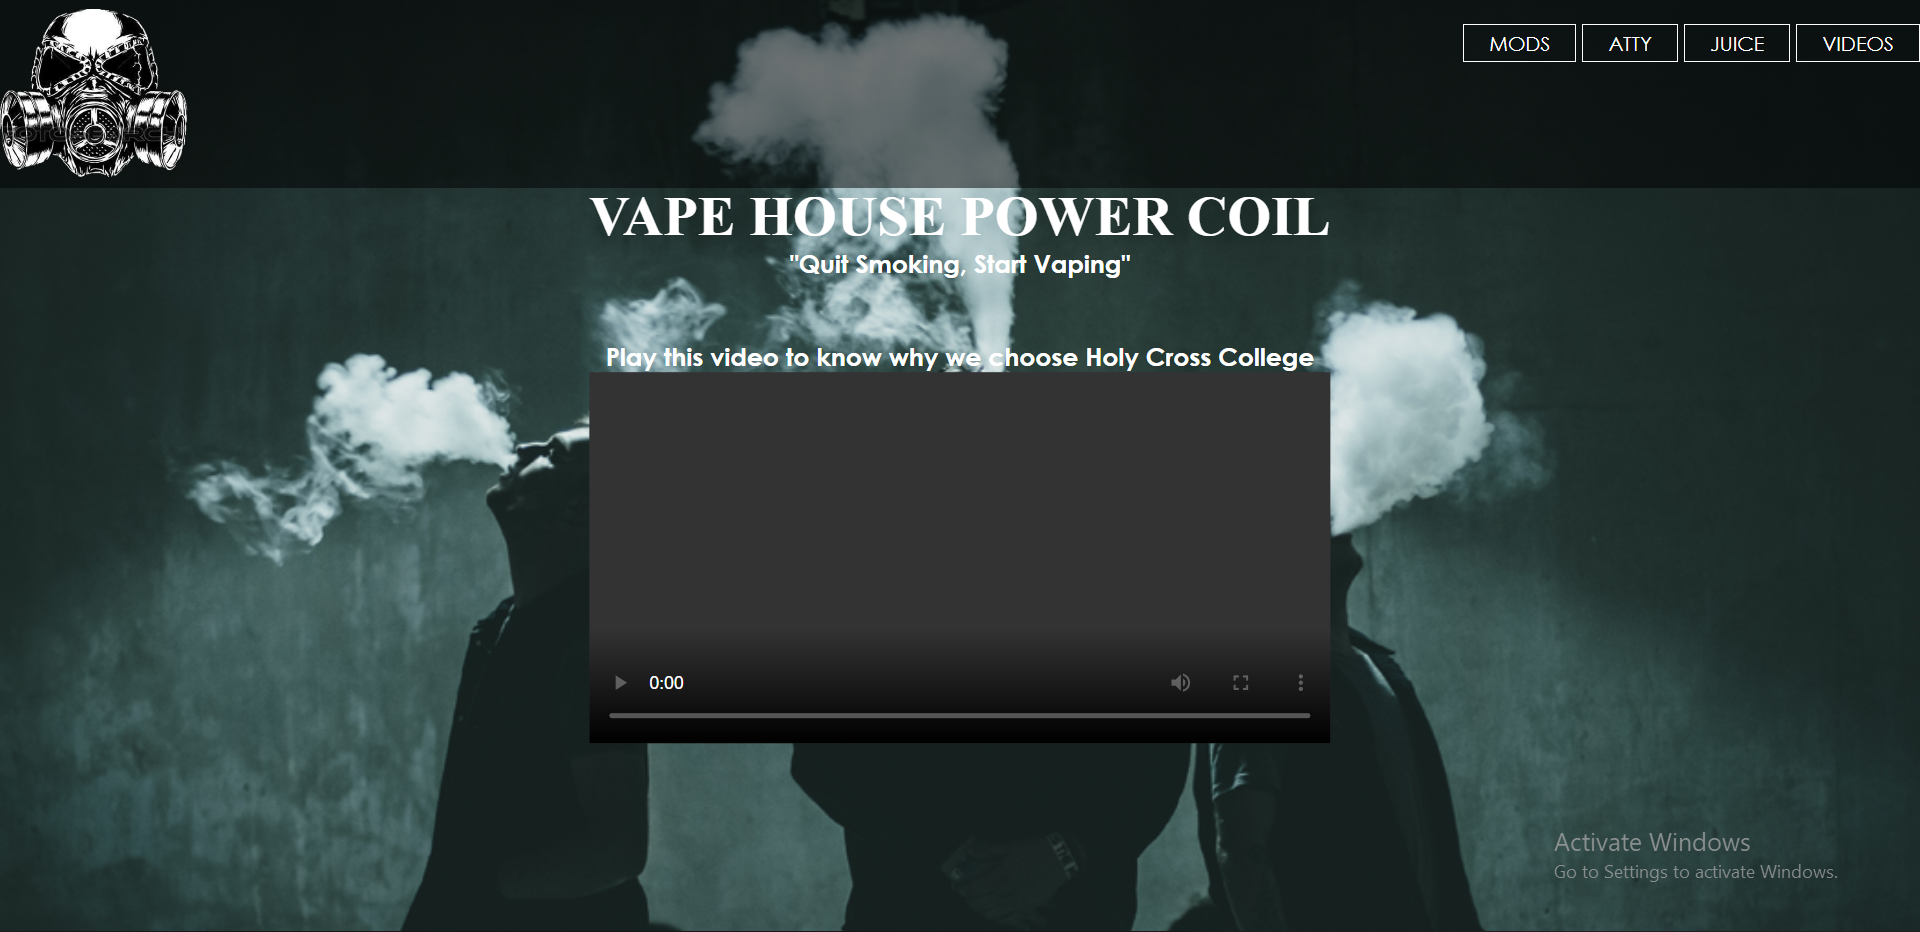 MODS ATTY JUICE VIDEOS
VAPE HOUSE POWER COIL
"Quit Smoking, Start Vaping"
Play this video to know why we choose Holy Cross College
0:00
Activate Windows
Go to Settings to activate Windows.